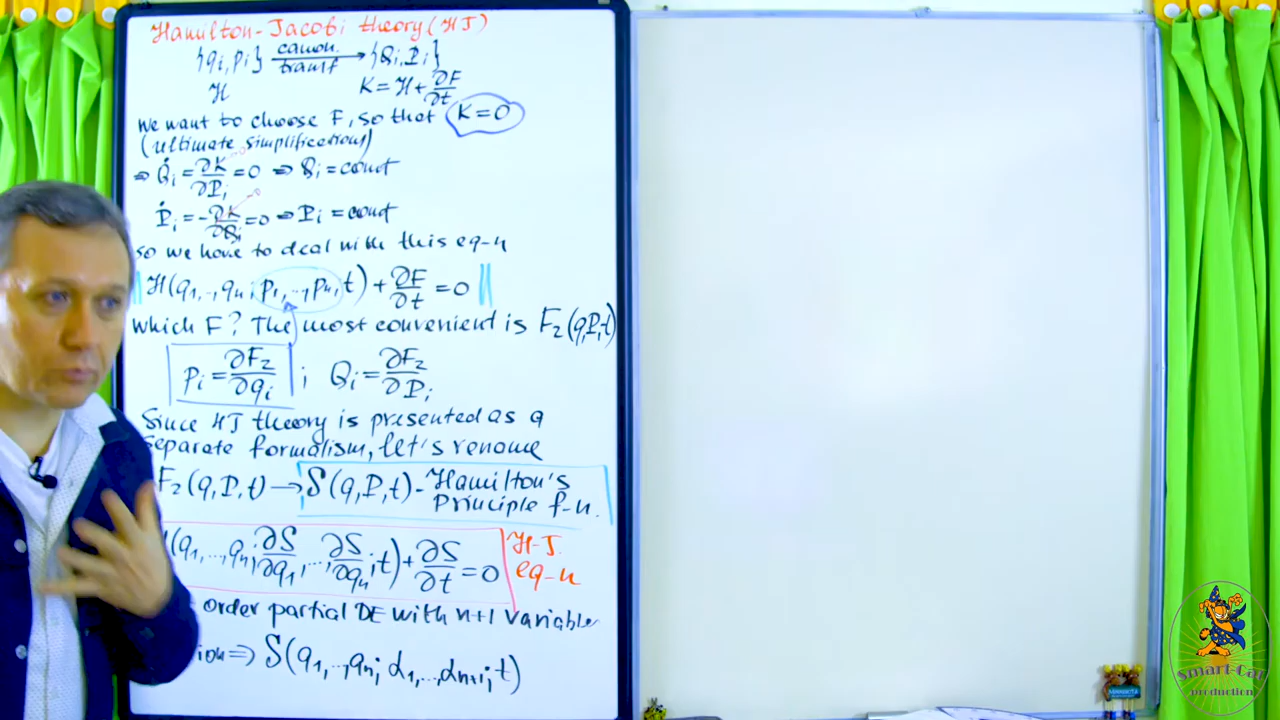 Hamilton-Jacobi theory (HJ)
{qi, pi} canon. transf → {Qi, Pi}
H K = H + ∂F/∂t
We want to choose F, so that K=0
(ultimate simplification)
⇒ Q̇i = ∂K/∂Pi = 0 ⇒ Qi = const
Ṗi = -∂K/∂Qi = 0 ⇒ Pi = const
so we have to deal with this eq-n
H(q1,..,qn; p1,..,pn, t) + ∂F/∂t = 0
which F? The most convenient is F2(q,P,t)
pi = ∂F2/∂qi ; Qi = ∂F2/∂Pi
Since HJ theory is presented as a
separate formalism, let's rename
F2(q,P,t) → S(q,P,t) - Hamilton's
Principle f-n.
(q1,...,qn; ∂S/∂q1,...,∂S/∂qn; t) + ∂S/∂t = 0 H-J.
eq-n
order partial DE with n+1 variable
⇒ S(q1,..,qn; α1,...,αn+1; t)
Smart-Cat
production